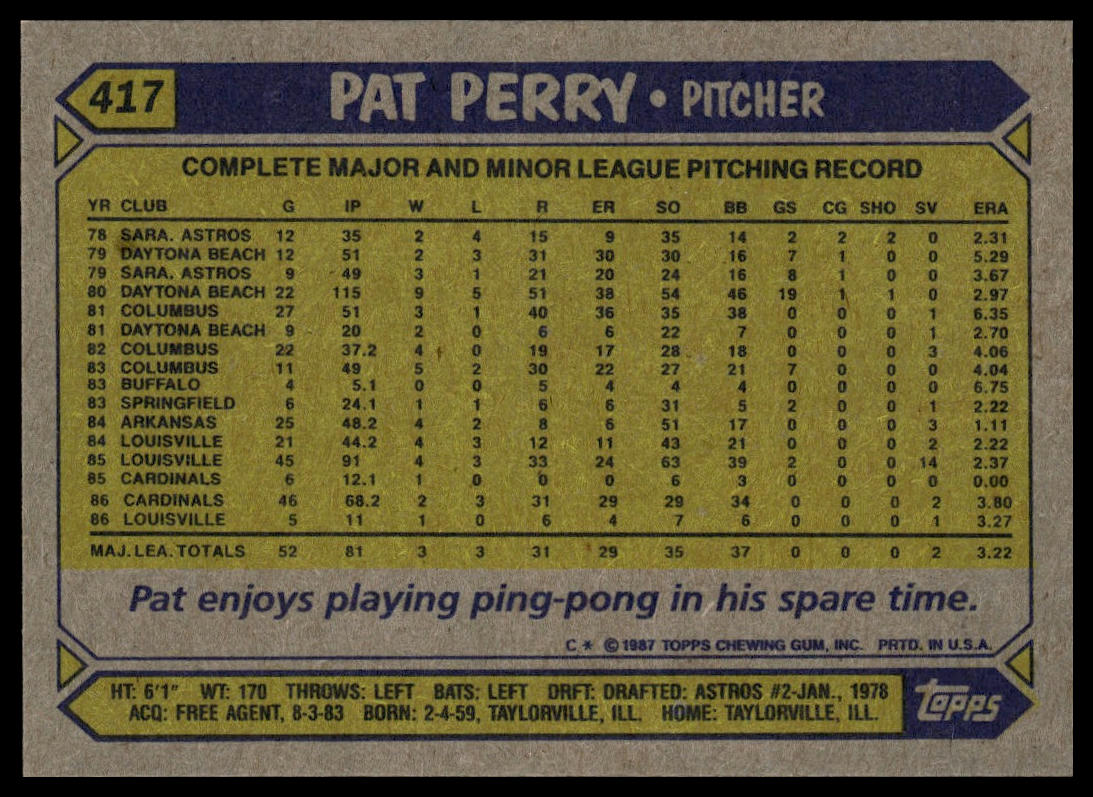 417
PAT PERRY • PITCHER
COMPLETE MAJOR AND MINOR LEAGUE PITCHING RECORD
YR CLUB G IP W L R ER SO BB GS CG SHO SV ERA
78 SARA. ASTROS 12 35 2 4 15 9 35 14 2 2 2 0 2.31
79 DAYTONA BEACH 12 51 2 3 31 30 30 16 7 1 0 0 5.29
79 SARA. ASTROS 9 49 3 1 21 20 24 16 8 1 0 0 3.67
80 DAYTONA BEACH 22 115 9 5 51 38 54 46 19 1 1 0 2.97
81 COLUMBUS 27 51 3 1 40 36 35 38 0 0 0 1 6.35
81 DAYTONA BEACH 9 20 2 0 6 6 22 7 0 0 0 1 2.70
82 COLUMBUS 22 37.2 4 0 19 17 28 18 0 0 0 3 4.06
83 COLUMBUS 11 49 5 2 30 22 27 21 7 0 0 0 4.04
83 BUFFALO 4 5.1 0 0 5 4 4 4 0 0 0 0 6.75
83 SPRINGFIELD 6 24.1 1 1 6 6 31 5 2 0 0 1 2.22
84 ARKANSAS 25 48.2 4 2 8 6 51 17 0 0 0 3 1.11
84 LOUISVILLE 21 44.2 4 3 12 11 43 21 0 0 0 2 2.22
85 LOUISVILLE 45 91 4 3 33 24 63 39 2 0 0 14 2.37
85 CARDINALS 6 12.1 1 0 0 0 6 3 0 0 0 0 0.00
86 CARDINALS 46 68.2 2 3 31 29 29 34 0 0 0 2 3.80
86 LOUISVILLE 5 11 1 0 6 4 7 6 0 0 0 1 3.27
MAJ. LEA. TOTALS 52 81 3 3 31 29 35 37 0 0 0 2 3.22
Pat enjoys playing ping-pong in his spare time.
C * © 1987 TOPPS CHEWING GUM, INC. PRTD. IN U.S.A.
HT: 6'1" WT: 170 THROWS: LEFT BATS: LEFT DRFT: DRAFTED: ASTROS #2-JAN., 1978
ACQ: FREE AGENT, 8-3-83 BORN: 2-4-59, TAYLORVILLE, ILL. HOME: TAYLORVILLE, ILL.
topps